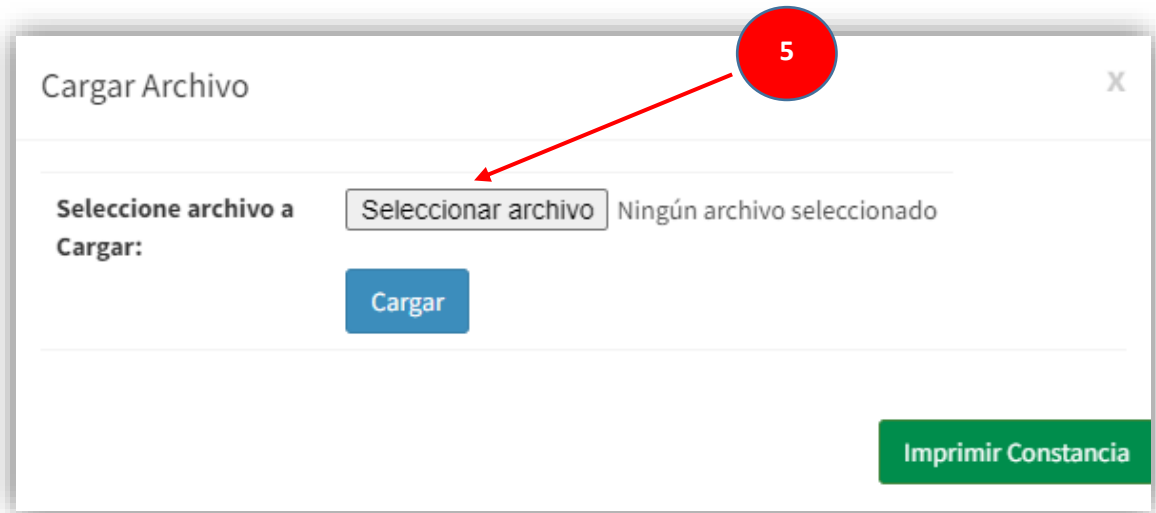 5
Cargar Archivo
X
Seleccione archivo a
Cargar:
Seleccionar archivo Ningún archivo seleccionado
Cargar
Imprimir Constancia